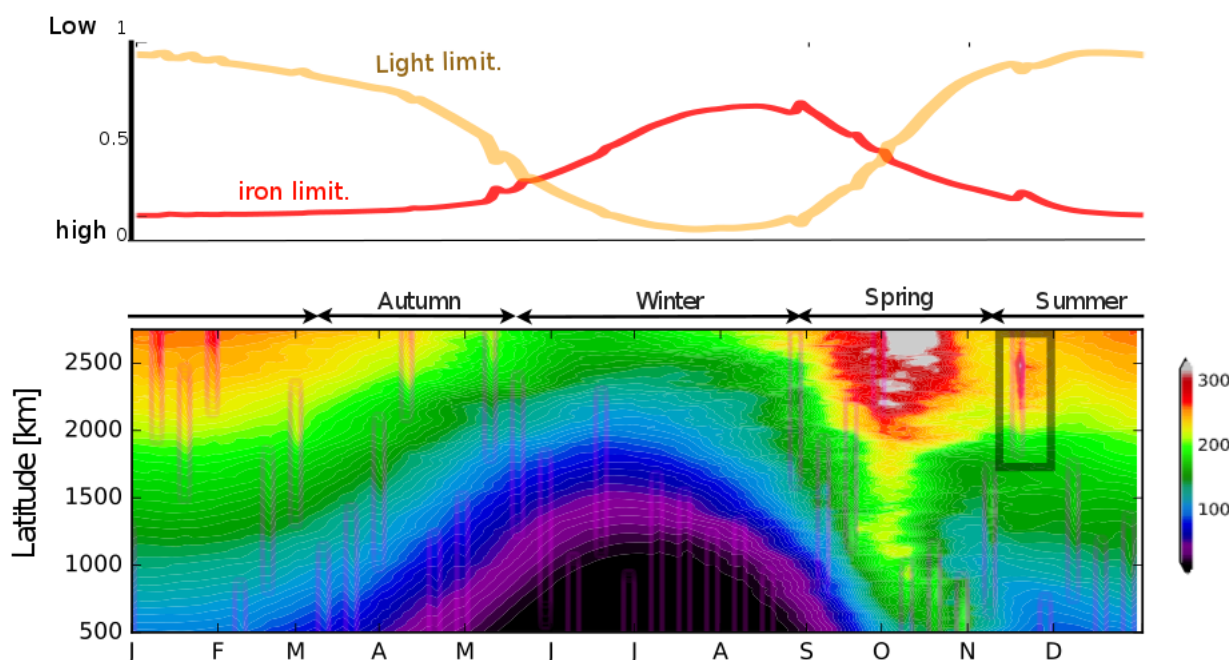 Low 1
Light limit.
0.5
iron limit.
high 0
Autumn Winter Spring Summer
2500
300
2000
200
1500
100
1000
500
J F M A M J J A S O N D
Latitude [km]